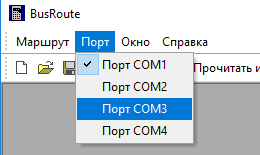 BusRoute
Маршрут Порт Окно Справка
Порт COM1
Прочитать и
Порт COM2
Порт COM3
Порт COM4